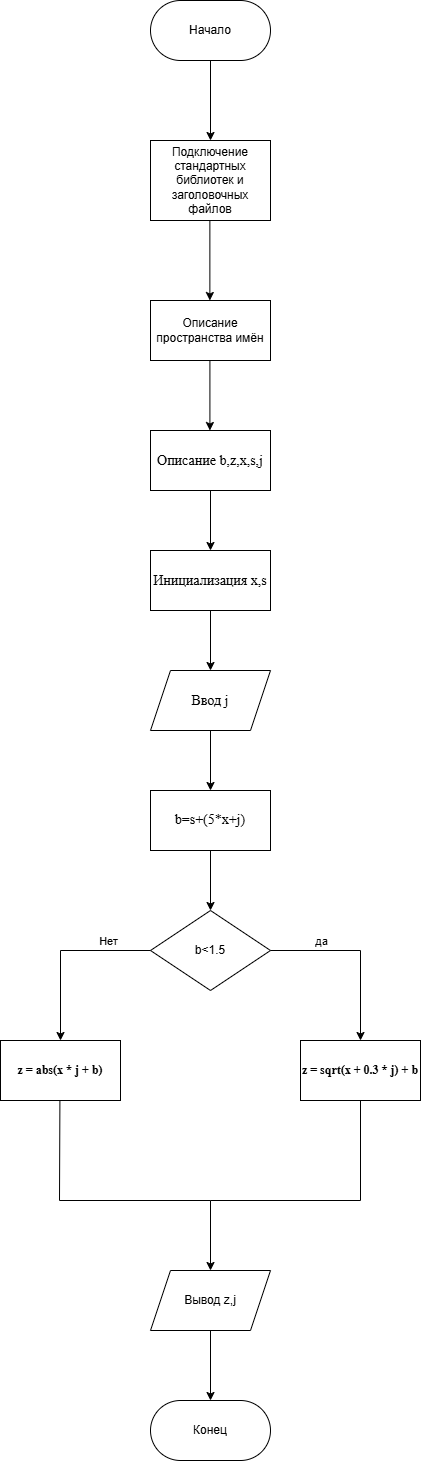 Начало
Подключение
стандартных
библиотек и
заголовочных
файлов
Описание
пространства имён
Описание b,z,x,s,j
Инициализация x,s
Ввод j
b=s+(5*x+j)
Нет
да
b<1.5
z = abs(x * j + b)
z = sqrt(x + 0.3 * j) + b
Вывод z,j
Конец